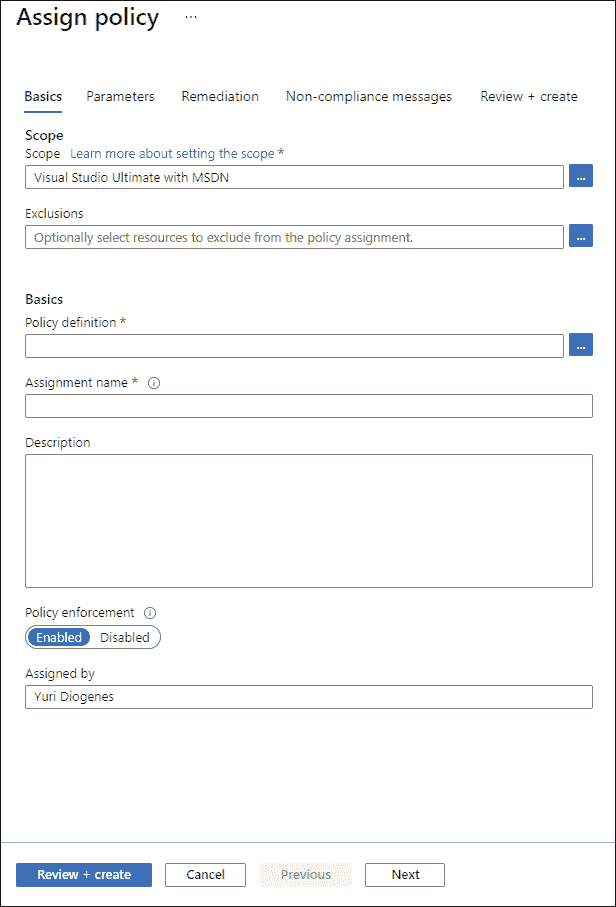 Assign policy ...
Basics Parameters Remediation Non-compliance messages Review + create
Scope
Scope Learn more about setting the scope *
Visual Studio Ultimate with MSDN ...
Exclusions
Optionally select resources to exclude from the policy assignment. ...
Basics
Policy definition *
...
Assignment name *
Description
Policy enforcement
Enabled Disabled
Assigned by
Yuri Diogenes
Review + create Cancel Previous Next